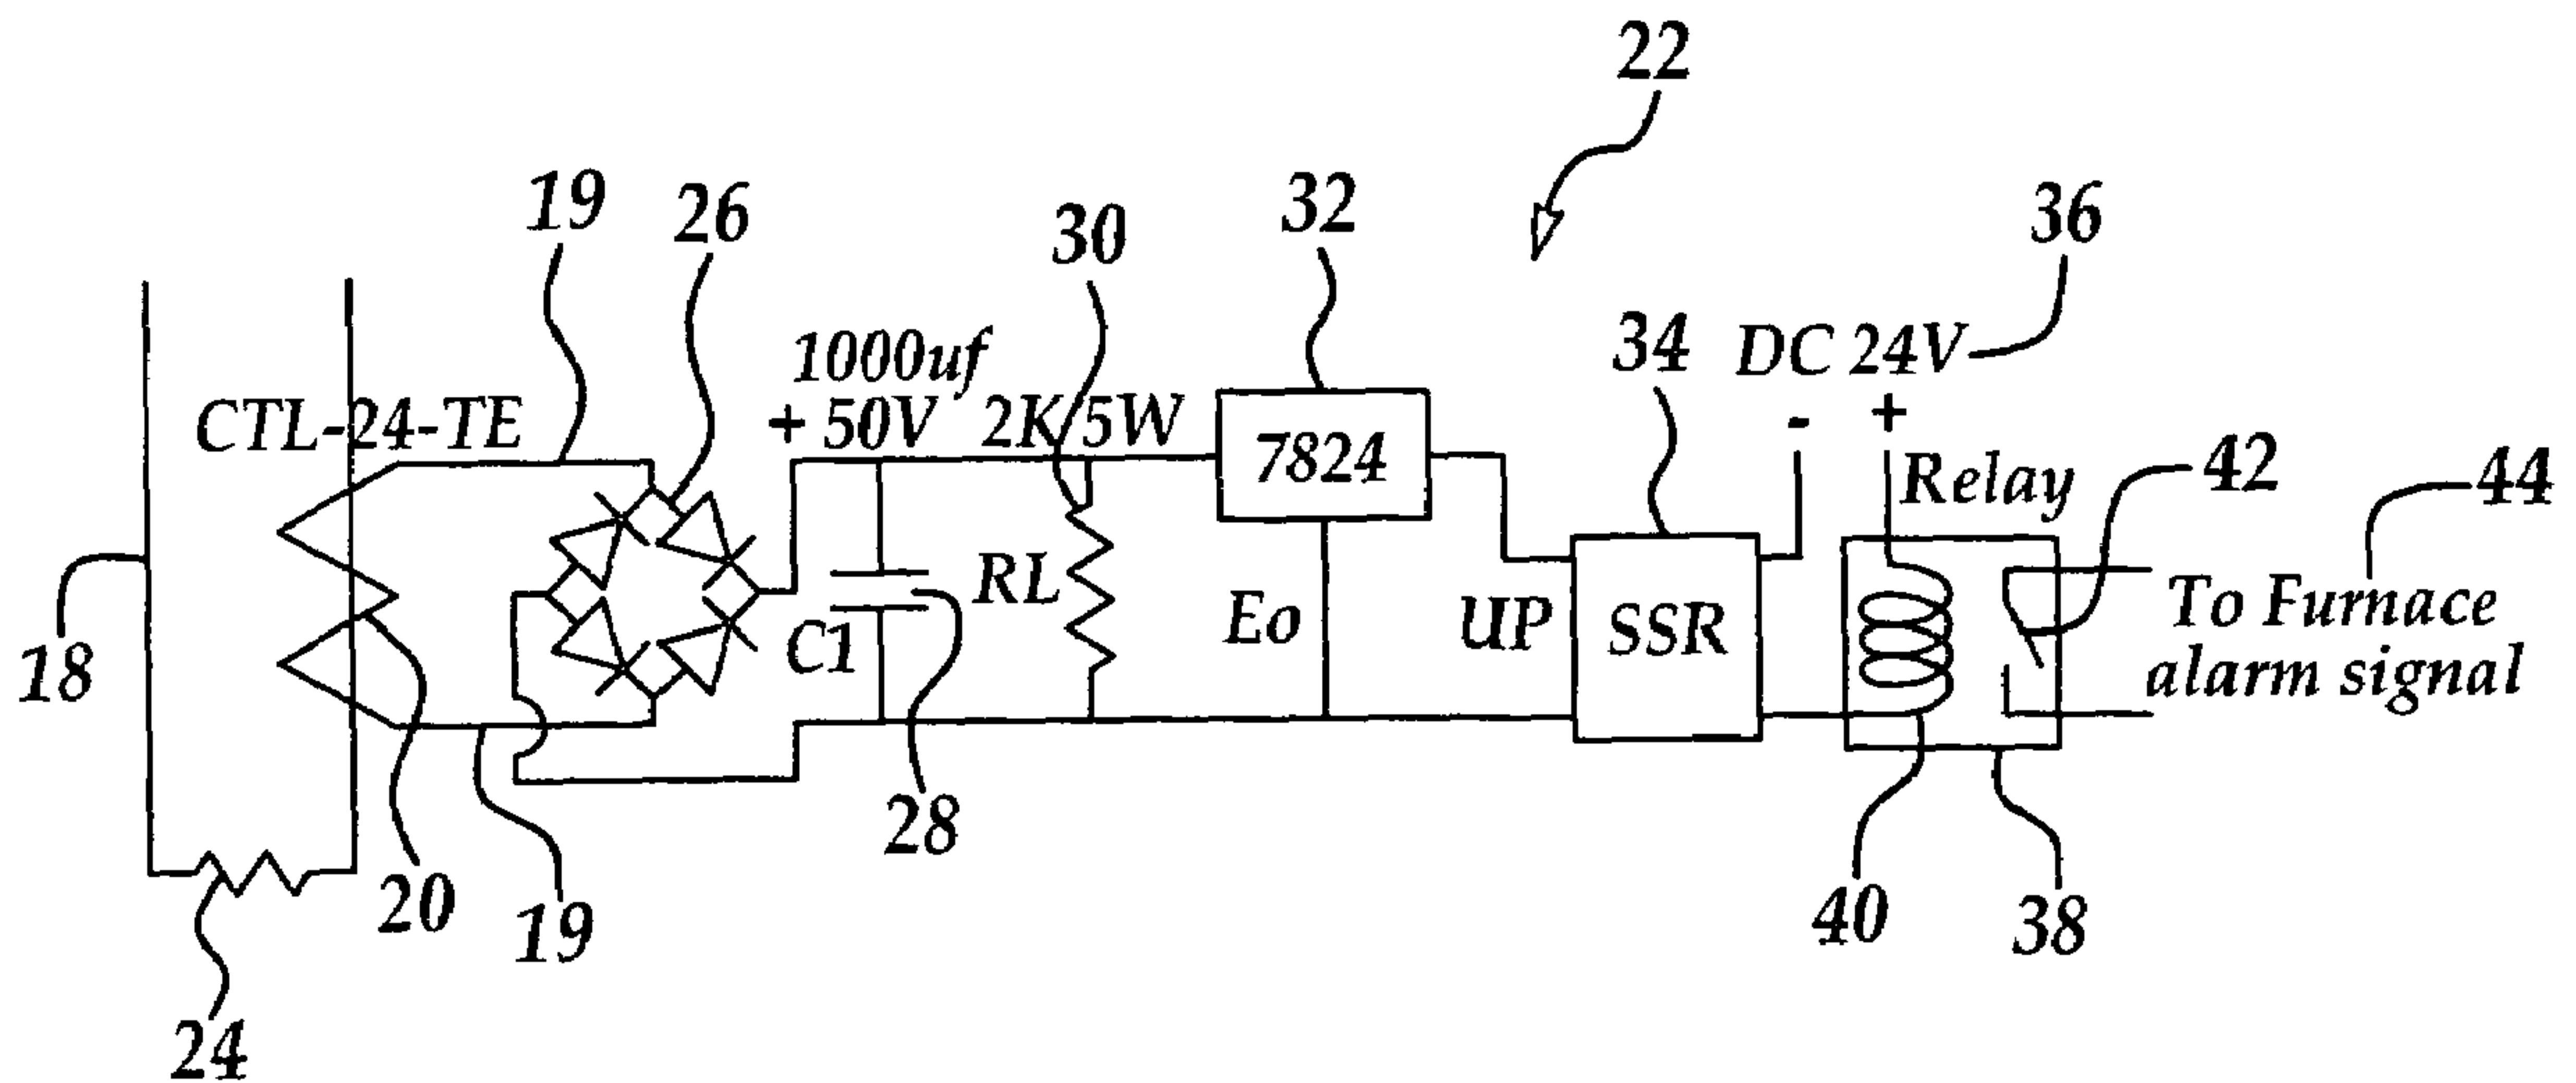 22
19
26
30
32
36
34
DC 24V
1000uf
+ 50V
2K/5W
CTL-24-TE
7824
- +
Relay
42
44
18
C1
RL
Eo
UP
SSR
To Furnace
alarm signal
20
19
28
40
38
24